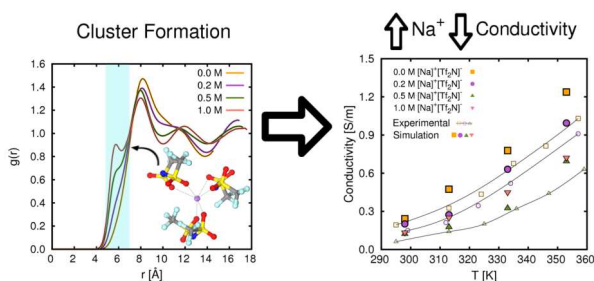 Cluster Formation
1.6
1.4
1.2
1.0
0.8
0.6
0.4
0.2
0.0
g(r)
0.0 M
0.2 M
0.5 M
1.0 M
0 2 4 6 8 10 12 14 16 18
r [Å]
Na⁺ Conductivity
1.5
1.2
0.9
0.6
0.3
0.0
Conductivity [S/m]
0.0 M [Na]⁺[Tf₂N]⁻
0.2 M [Na]⁺[Tf₂N]⁻
0.5 M [Na]⁺[Tf₂N]⁻
1.0 M [Na]⁺[Tf₂N]⁻
Experimental
Simulation
290 300 310 320 330 340 350 360
T [K]